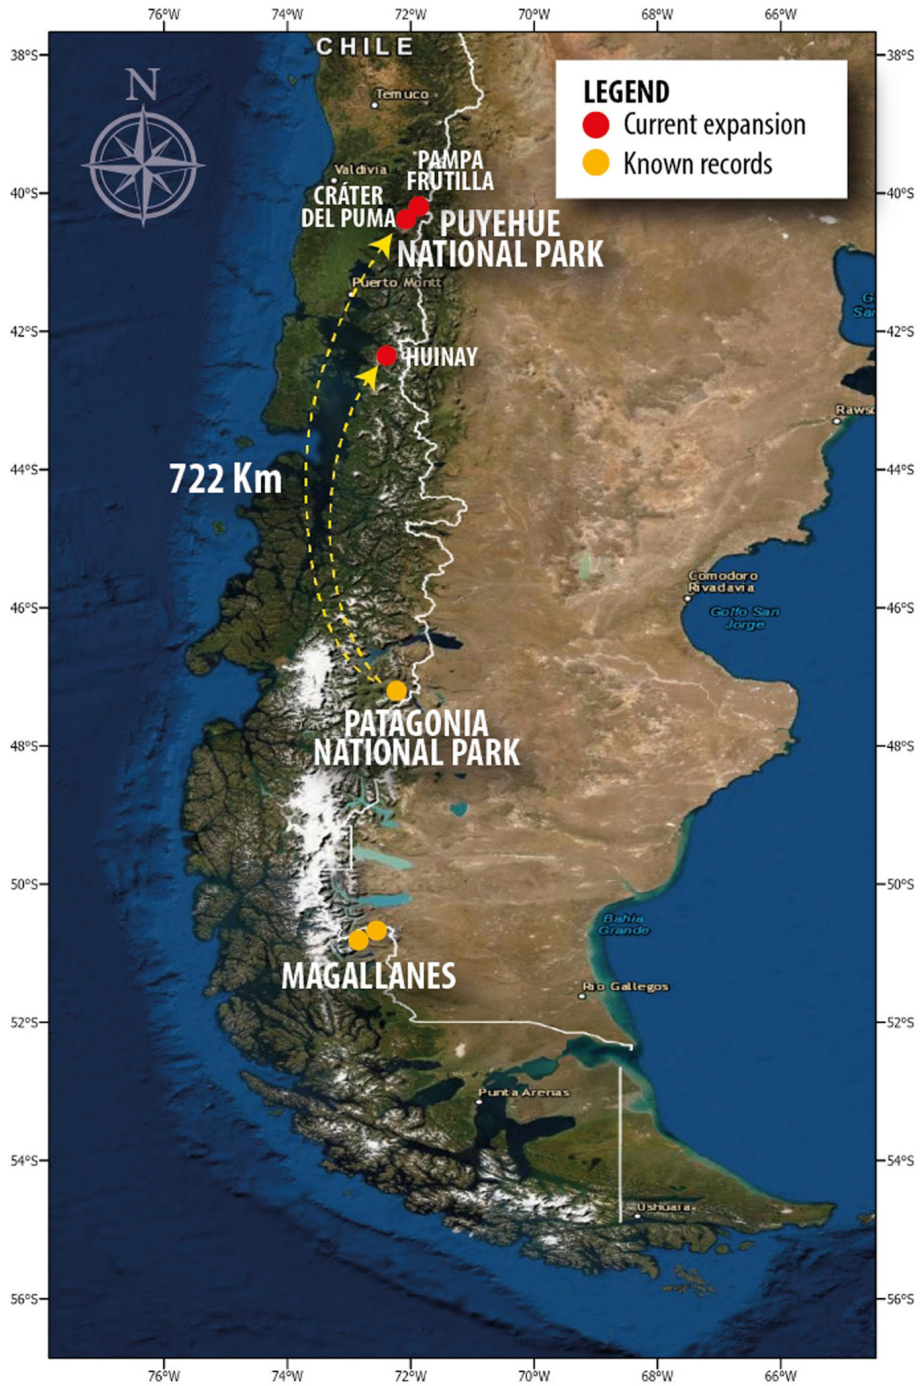 76°W 74°W 72°W 70°W 68°W 66°W
CHILE
N
LEGEND
Current expansion
Known records
38°S 38°S
Temuco
Valdivia
PAMPA
FRUTILLA
CRÁTER
DEL PUMA
40°S 40°S
PUYEHUE
NATIONAL PARK
Puerto Montt
G
Sa
42°S 42°S
HUINAY
Raws
44°S 44°S
722 Km
Comodoro
Rivadavia
46°S 46°S
Golfo San
Jorge
PATAGONIA
NATIONAL PARK
48°S 48°S
50°S 50°S
Bahía
Grande
MAGALLANES
Río Gallegos
52°S 52°S
Punta Arenas
54°S 54°S
Ushuaia
56°S 56°S
76°W 74°W 72°W 70°W 68°W 66°W